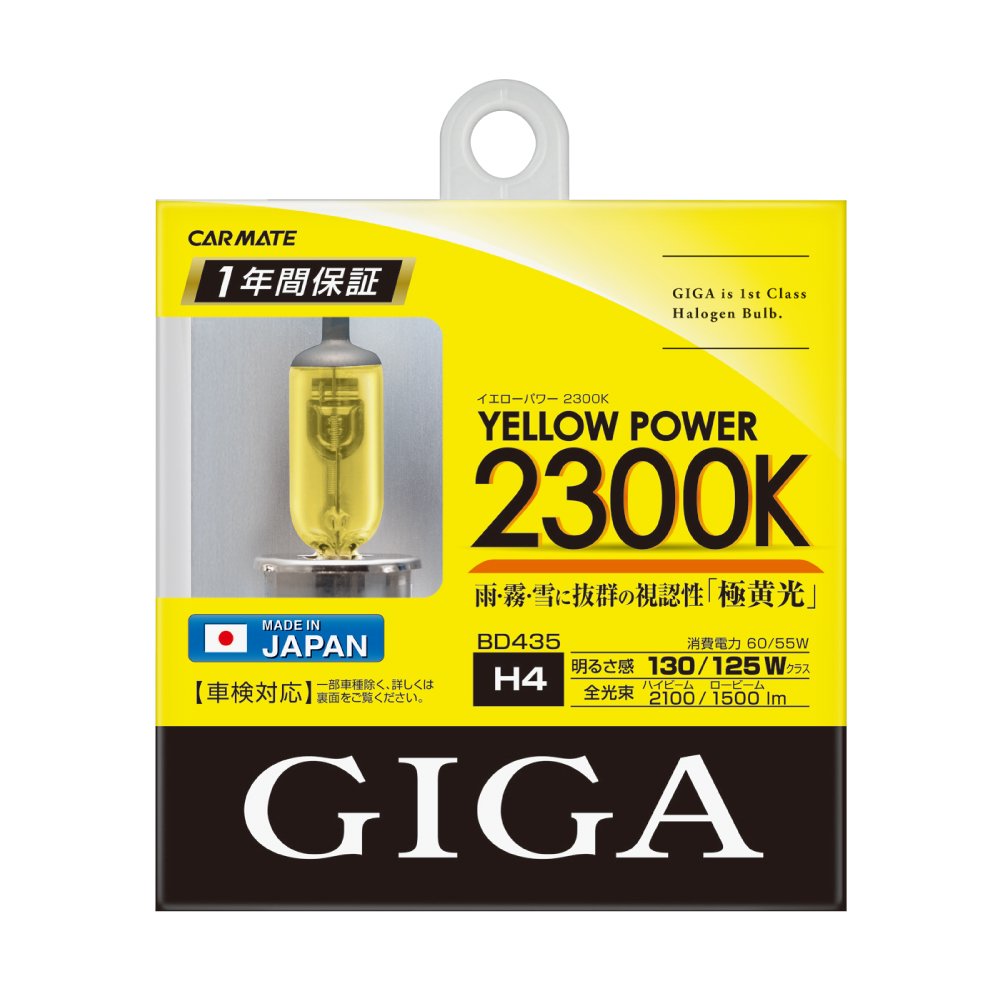 CARMATE
1年間保証
GIGA is 1st Class
Halogen Bulb.
イエローパワー 2300K
YELLOW POWER
2300K
雨・霧・雪に抜群の視認性「極黄光」
MADE IN
JAPAN
【車検対応】一部車種除く、詳しくは
裏面をご覧ください。
BD435
H4
消費電力 60/55W
明るさ感 130/125Wクラス
全光束 ハイビーム 2100/ロービーム 1500 lm
GIGA